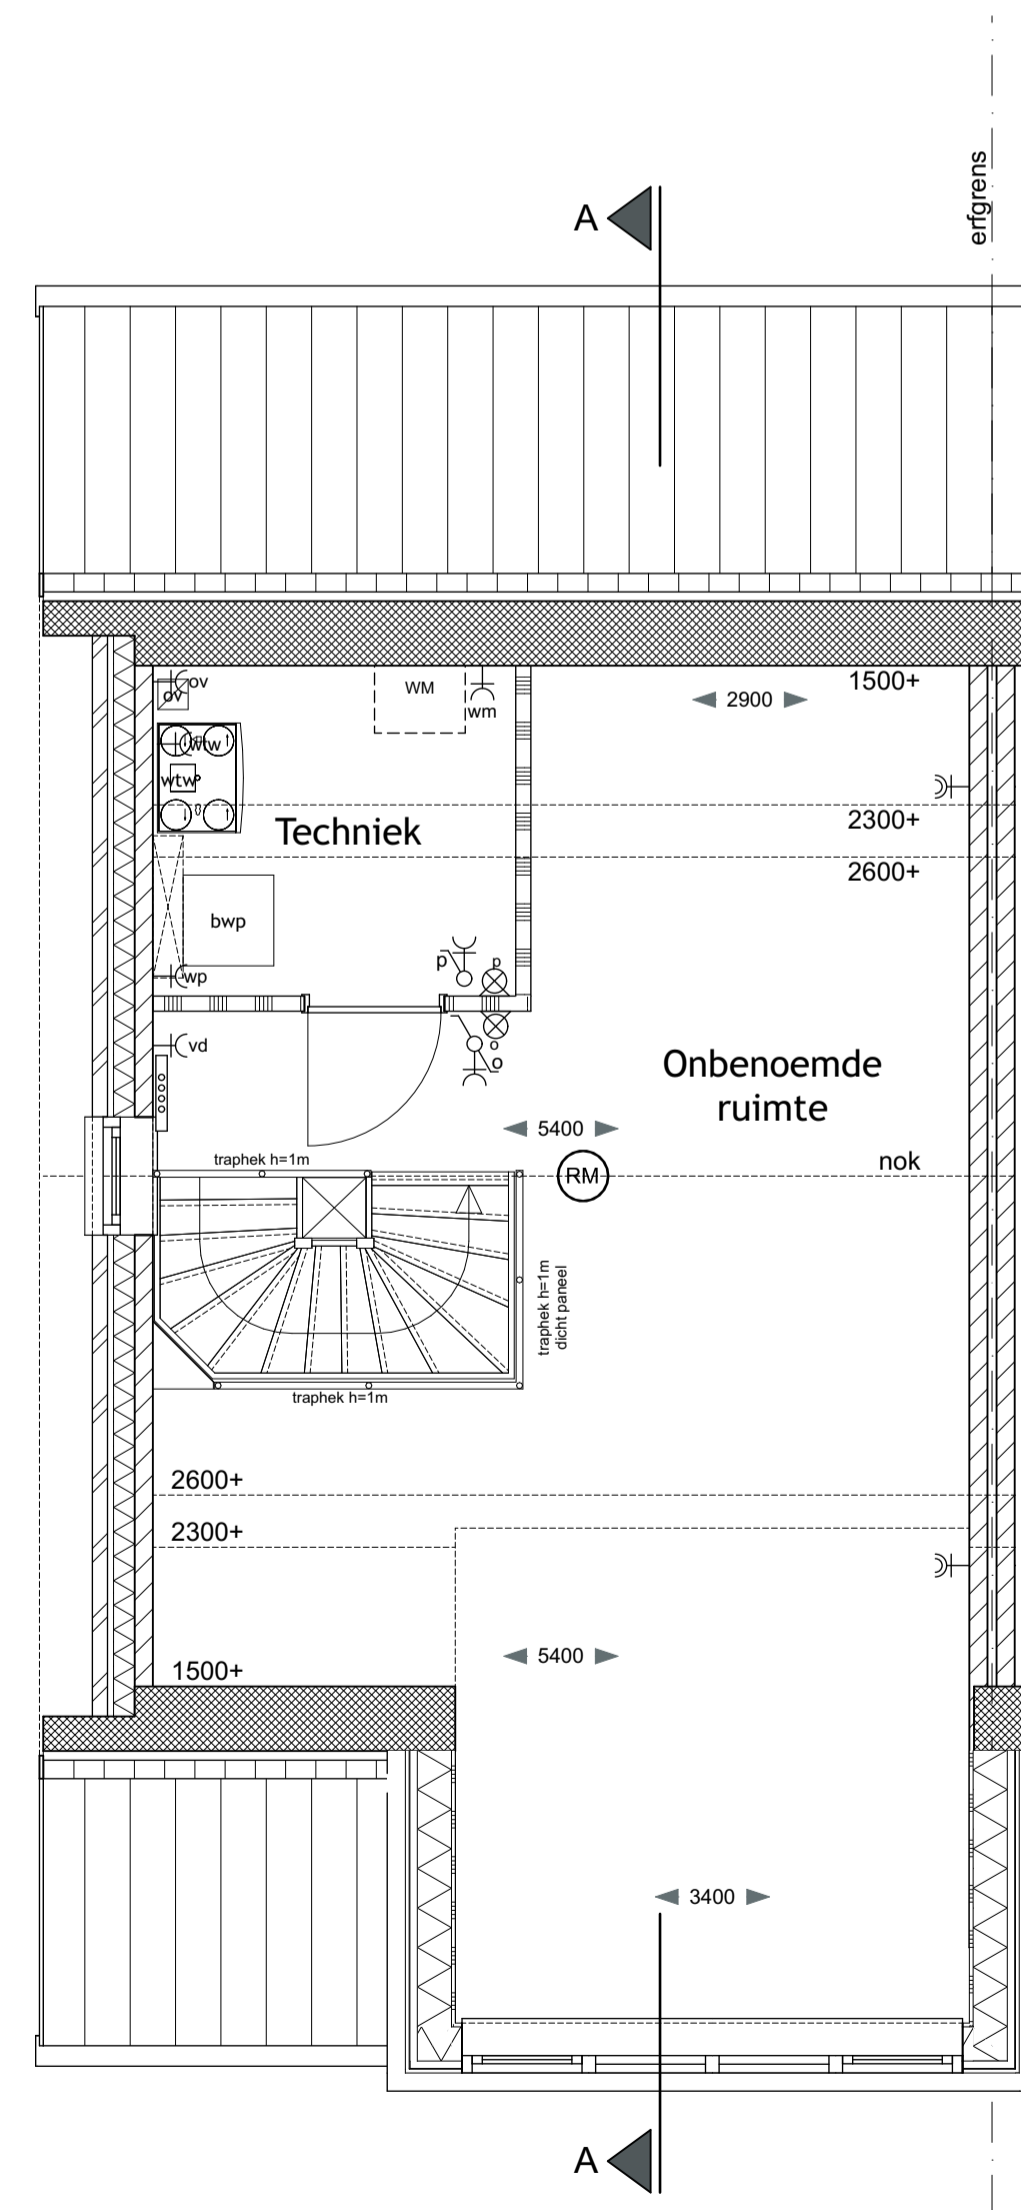 A
erfgrens
1500+
ov
ov
WM
wm
2900
wtw
wtw
2300+
Techniek
2600+
bwp
p
p
wp
vd
o
o
Onbenoemde
ruimte
5400
traphek h=1m
nok
RM
traphek h=1m
dicht paneel
traphek h=1m
2600+
2300+
5400
1500+
3400
A